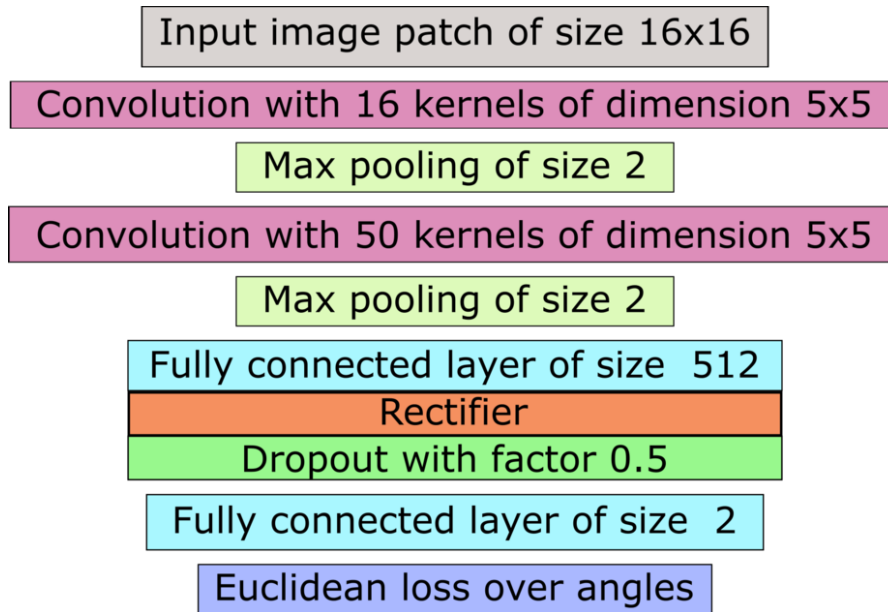 Input image patch of size 16x16
Convolution with 16 kernels of dimension 5x5
Max pooling of size 2
Convolution with 50 kernels of dimension 5x5
Max pooling of size 2
Fully connected layer of size 512
Rectifier
Dropout with factor 0.5
Fully connected layer of size 2
Euclidean loss over angles